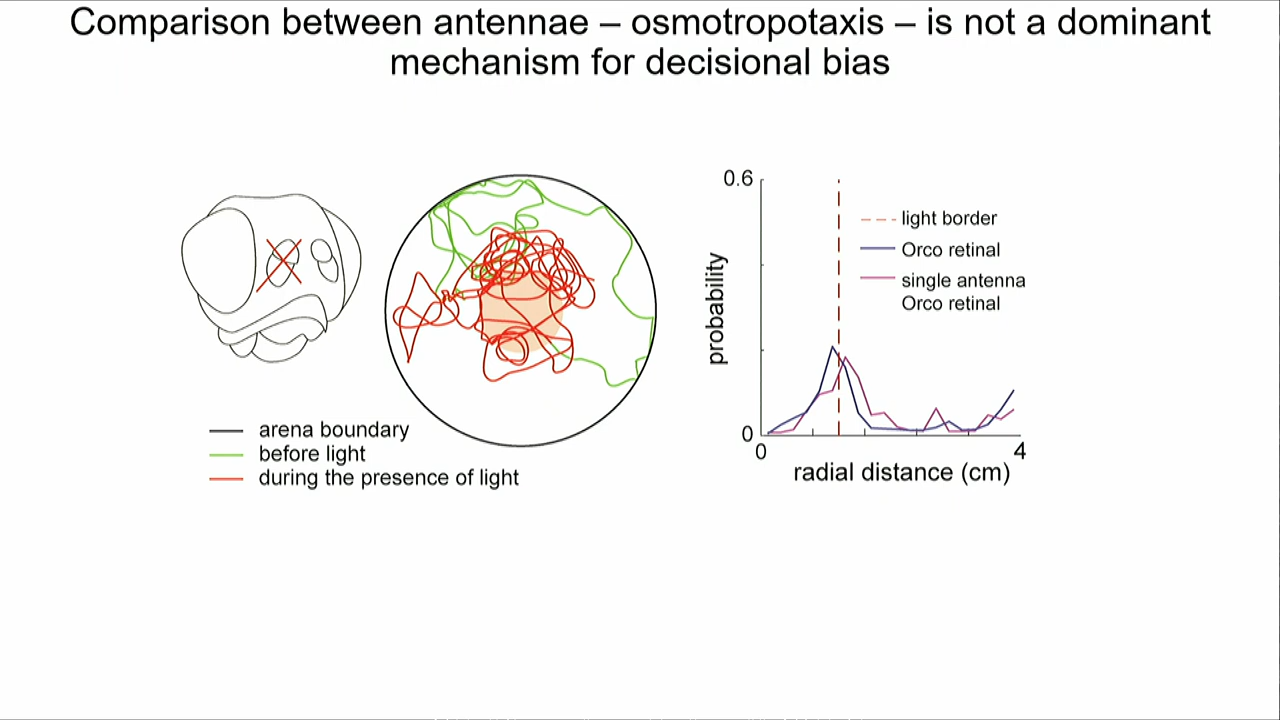 Comparison between antennae – osmotropotaxis – is not a dominant
mechanism for decisional bias
arena boundary
before light
during the presence of light
0.6
probability
0
0
4
radial distance (cm)
light border
Orco retinal
single antenna
Orco retinal